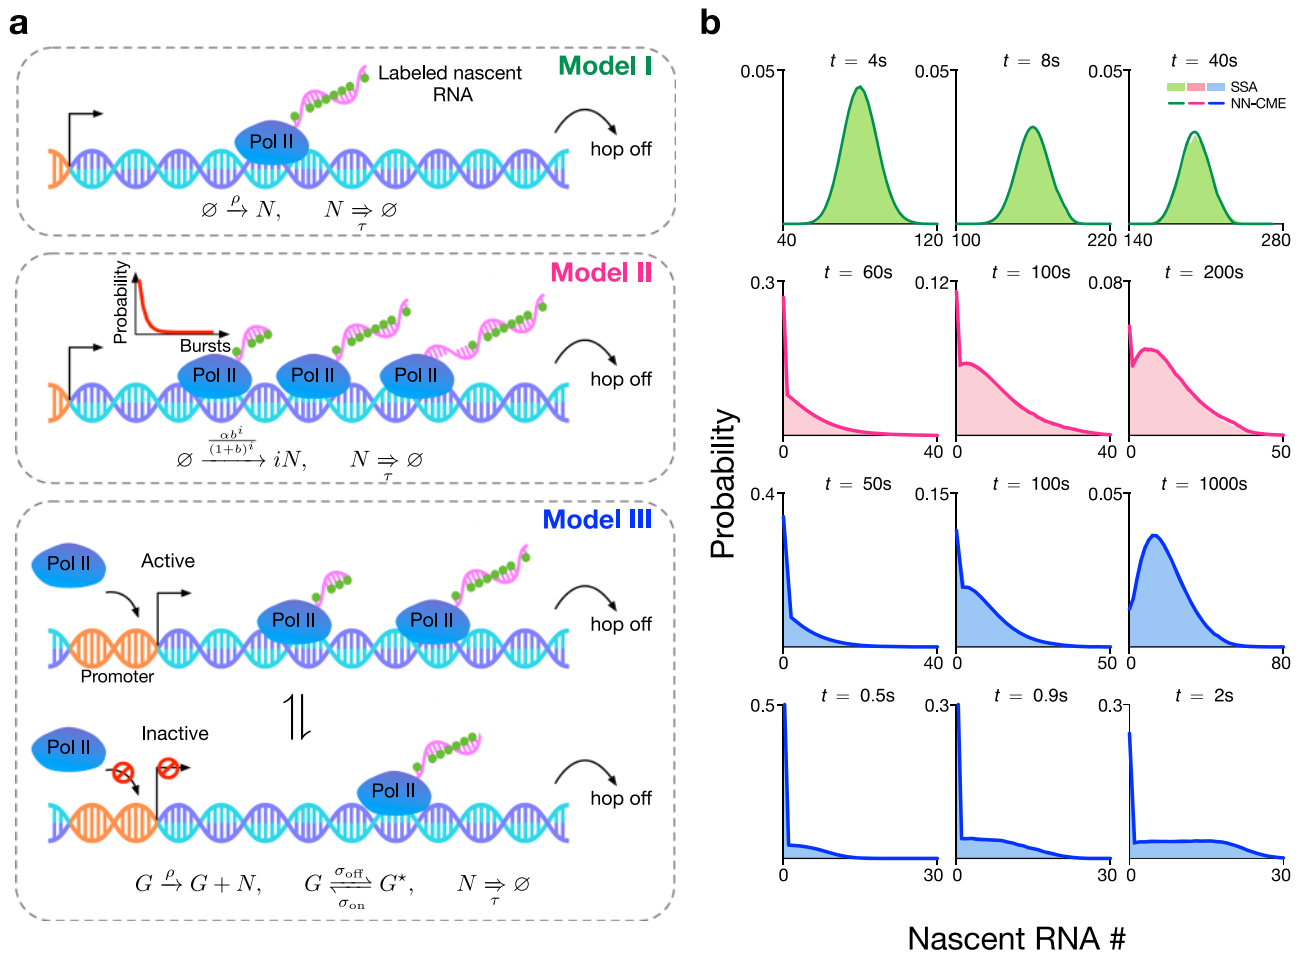 a
Model I
Labeled nascent
RNA
Pol II
hop off
∅ →ρ N, N ⇒τ ∅
Model II
Probability
Bursts
Pol II Pol II Pol II
hop off
∅ →αb^i/(1+b)^i iN, N ⇒τ ∅
Model III
Pol II
Active
Pol II Pol II
hop off
Promoter
Pol II
Inactive
Pol II
hop off
G →ρ G + N, G ⇌σoff σon G⋆, N ⇒τ ∅
b
t = 4s t = 8s t = 40s
0.05 0.05 0.05
SSA
NN-CME
40 120 100 220 140 280
t = 60s t = 100s t = 200s
0.3 0.12 0.08
0 40 0 40 0 50
t = 50s t = 100s t = 1000s
0.4 0.15 0.05
0 40 0 50 0 80
t = 0.5s t = 0.9s t = 2s
0.5 0.3 0.3
0 30 0 30 0 30
Probability
Nascent RNA #